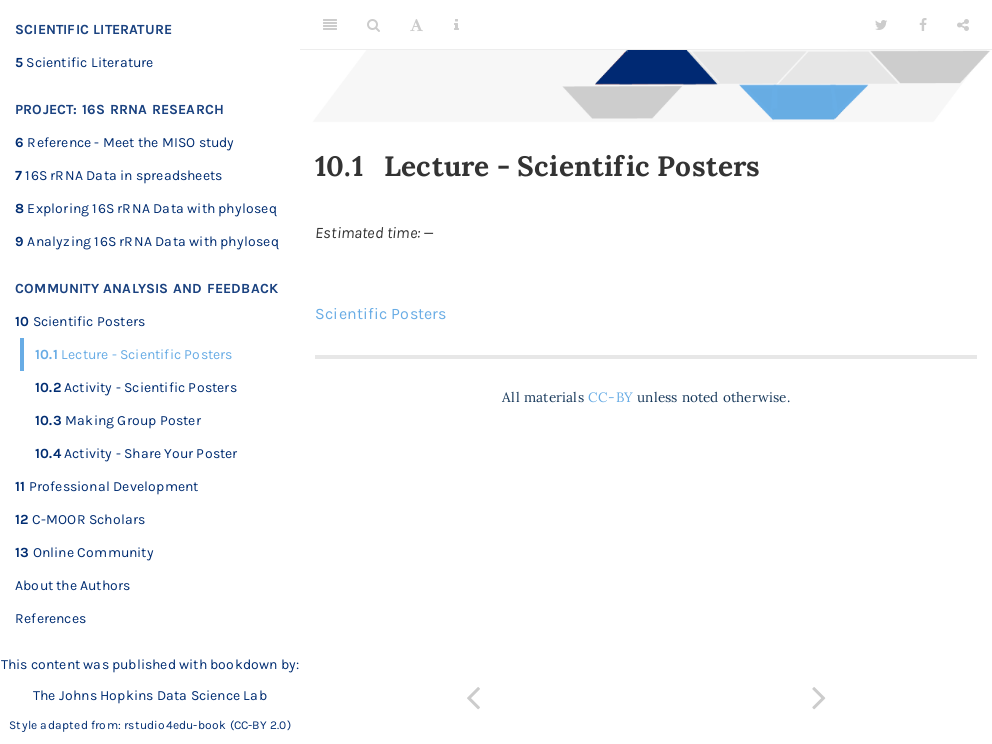 SCIENTIFIC LITERATURE
5 Scientific Literature
PROJECT: 16S RRNA RESEARCH
6 Reference - Meet the MISO study
7 16S rRNA Data in spreadsheets
8 Exploring 16S rRNA Data with phyloseq
9 Analyzing 16S rRNA Data with phyloseq
COMMUNITY ANALYSIS AND FEEDBACK
10 Scientific Posters
10.1 Lecture - Scientific Posters
10.2 Activity - Scientific Posters
10.3 Making Group Poster
10.4 Activity - Share Your Poster
11 Professional Development
12 C-MOOR Scholars
13 Online Community
About the Authors
References
This content was published with bookdown by:
The Johns Hopkins Data Science Lab
Style adapted from: rstudio4edu-book (CC-BY 2.0)
10.1 Lecture - Scientific Posters
Estimated time: –
Scientific Posters
All materials CC-BY unless noted otherwise.